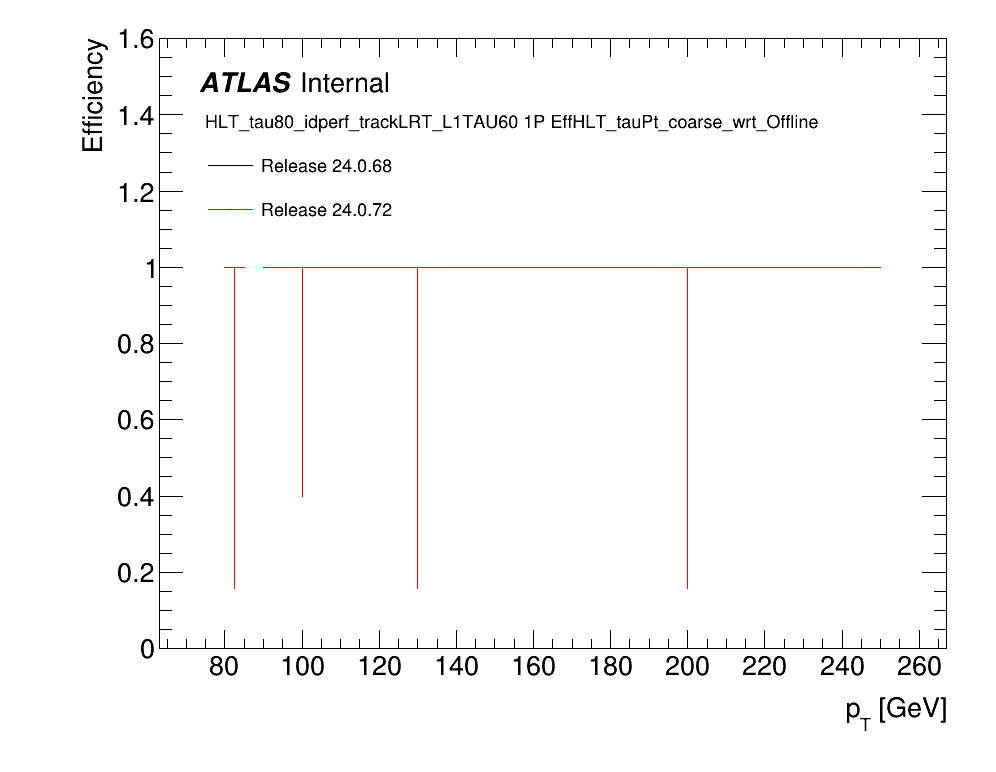 Efficiency
1.6
1.4
1.2
1
0.8
0.6
0.4
0.2
0
ATLAS Internal
HLT_tau80_idperf_trackLRT_L1TAU60 1P EffHLT_tauPt_coarse_wrt_Offline
Release 24.0.68
Release 24.0.72
80 100 120 140 160 180 200 220 240 260
p_T [GeV]